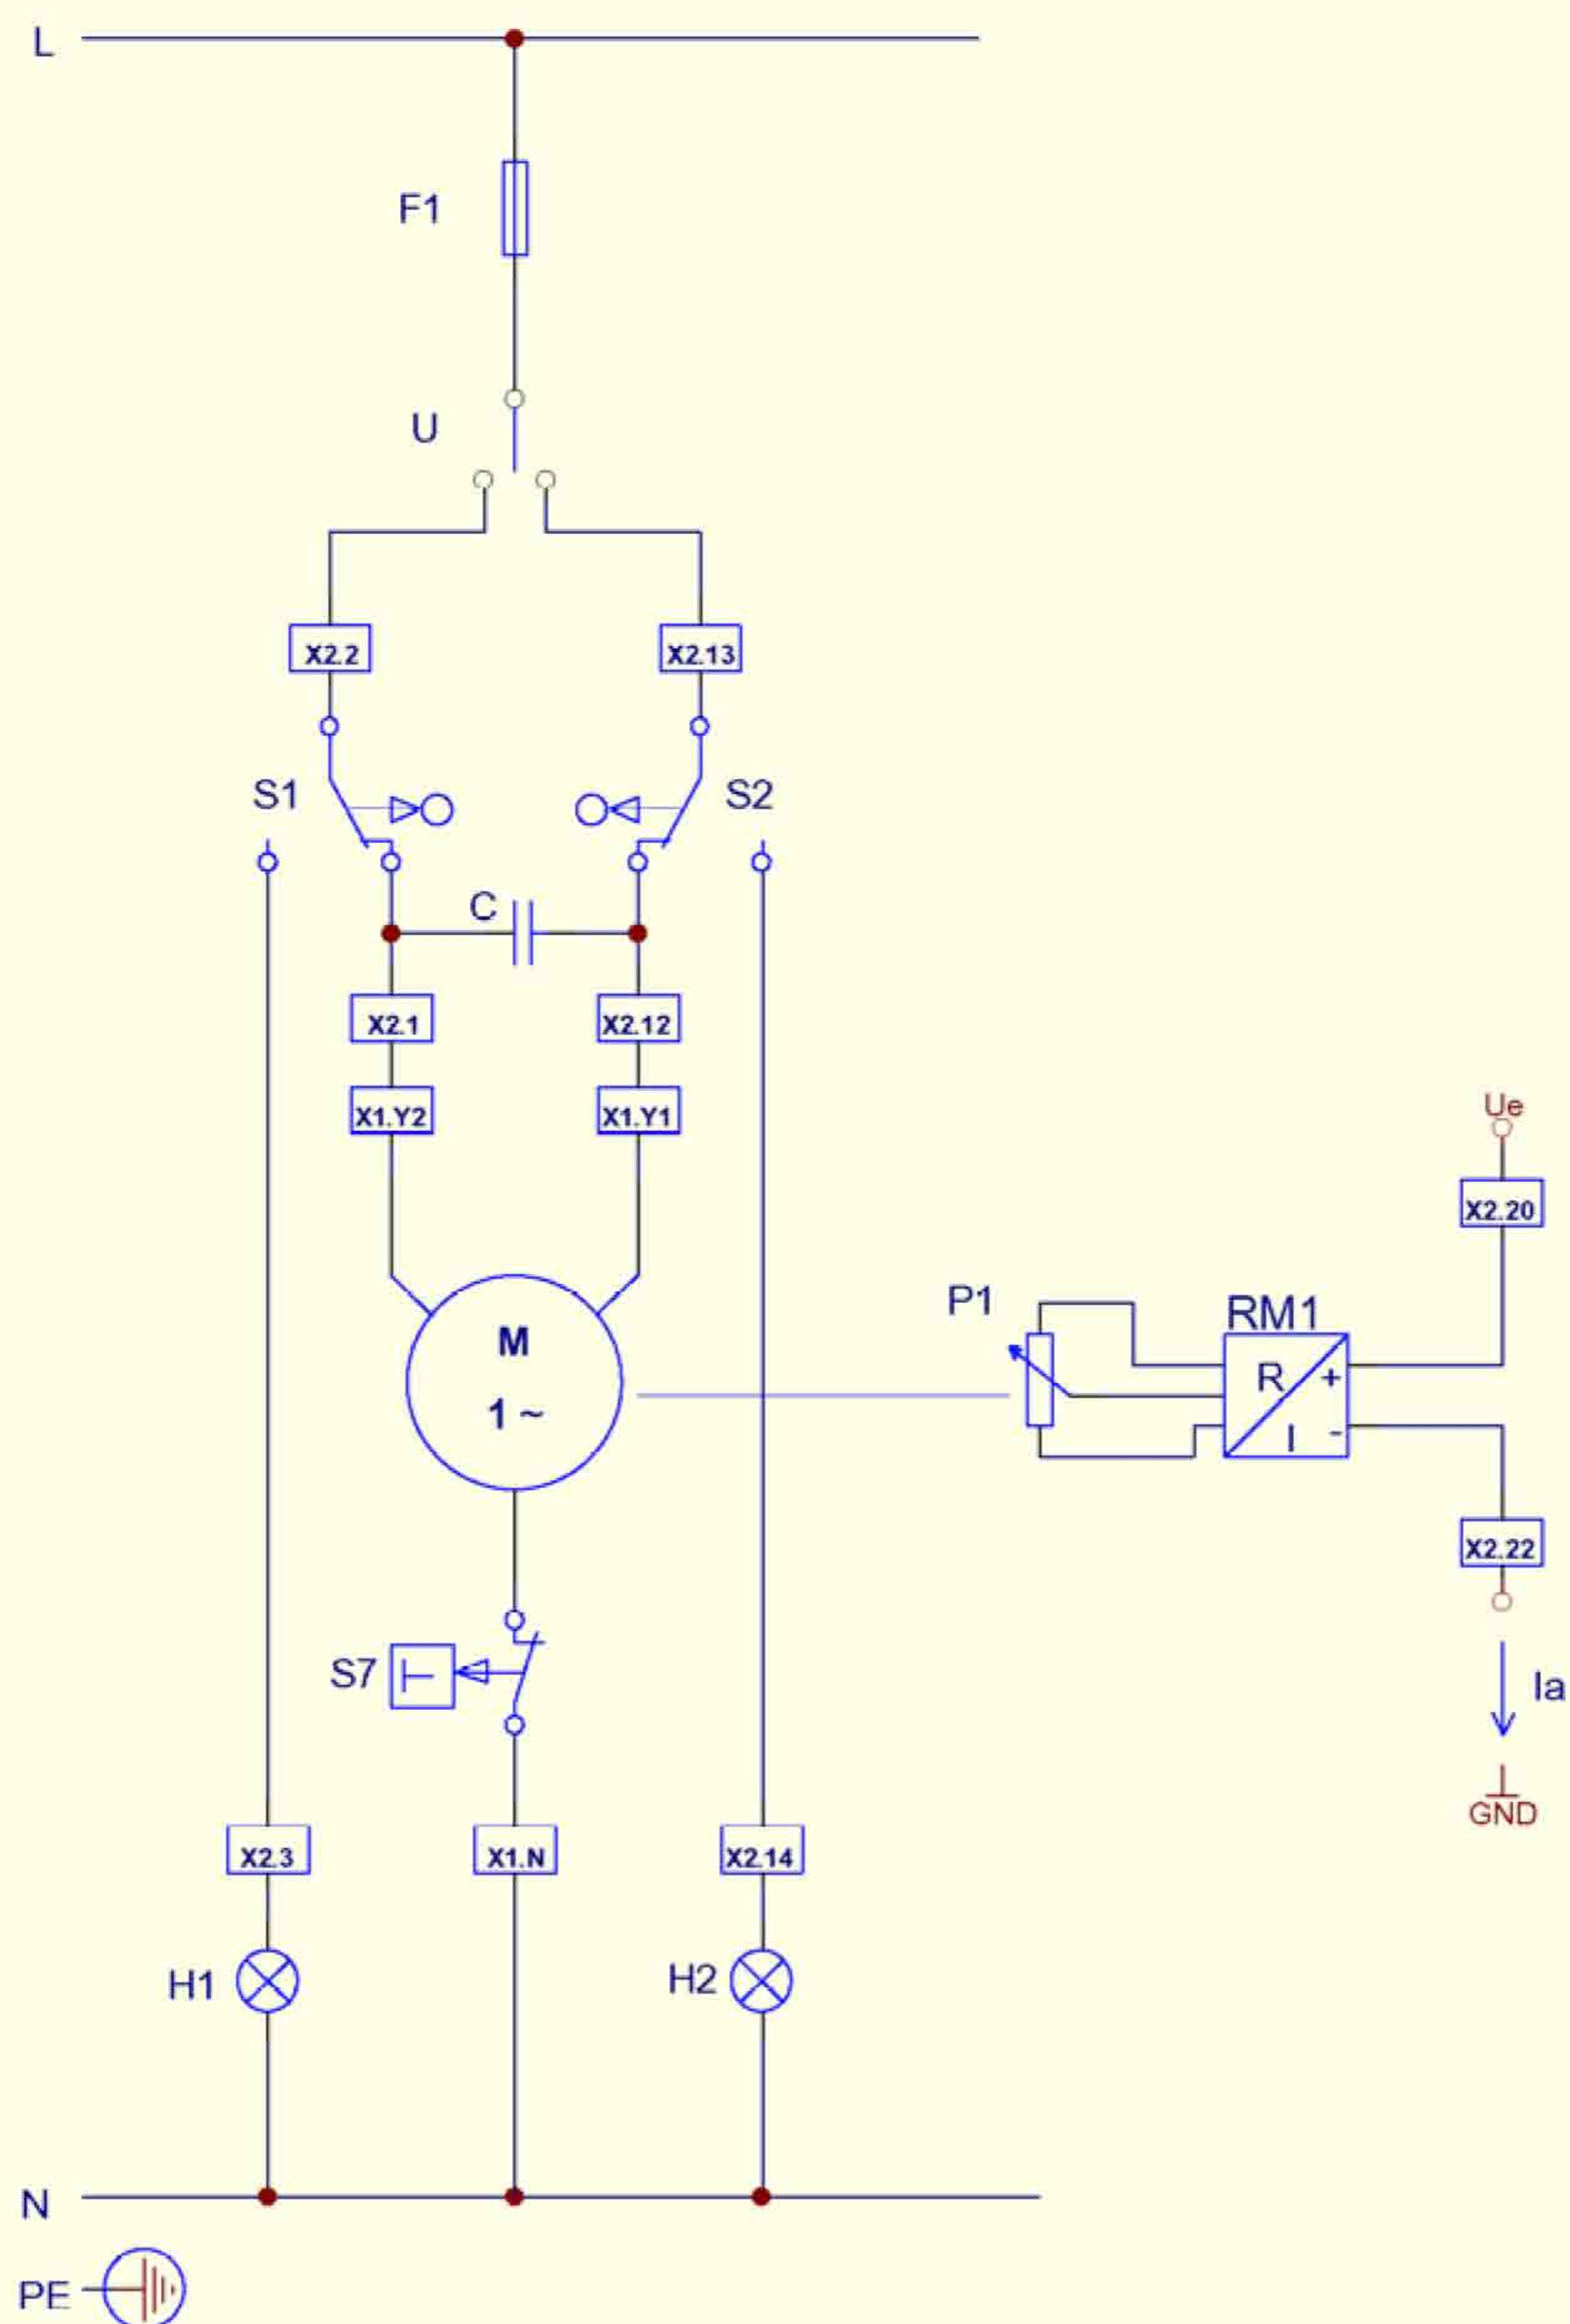 L
F1
U
X2.2
X2.13
S1
S2
C
X2.1
X2.12
X1.Y2
X1.Y1
Ue
X2.20
P1
RM1
M
R
+
1 ~
I
-
X2.22
S7
T
Ia
GND
X2.3
X1.N
X2.14
H1
H2
N
PE